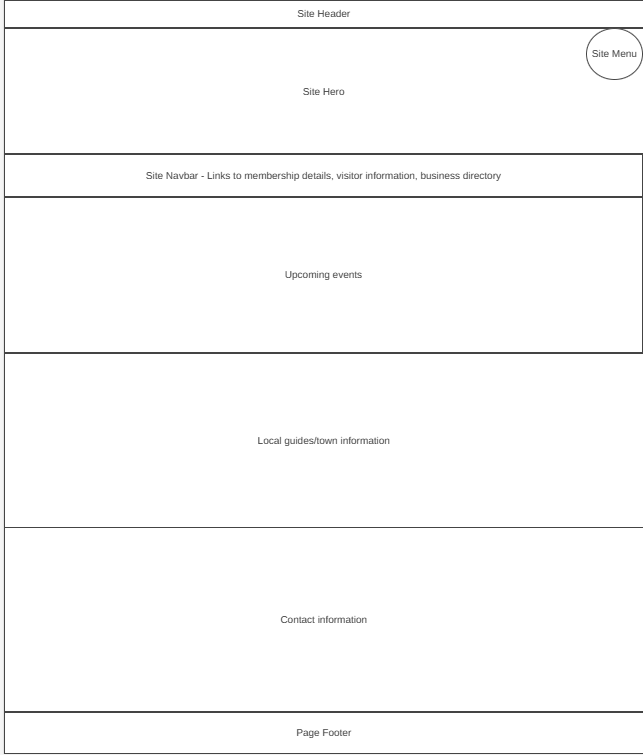 Site Header
Site Menu
Site Hero
Site Navbar - Links to membership details, visitor information, business directory
Upcoming events
Local guides/town information
Contact information
Page Footer